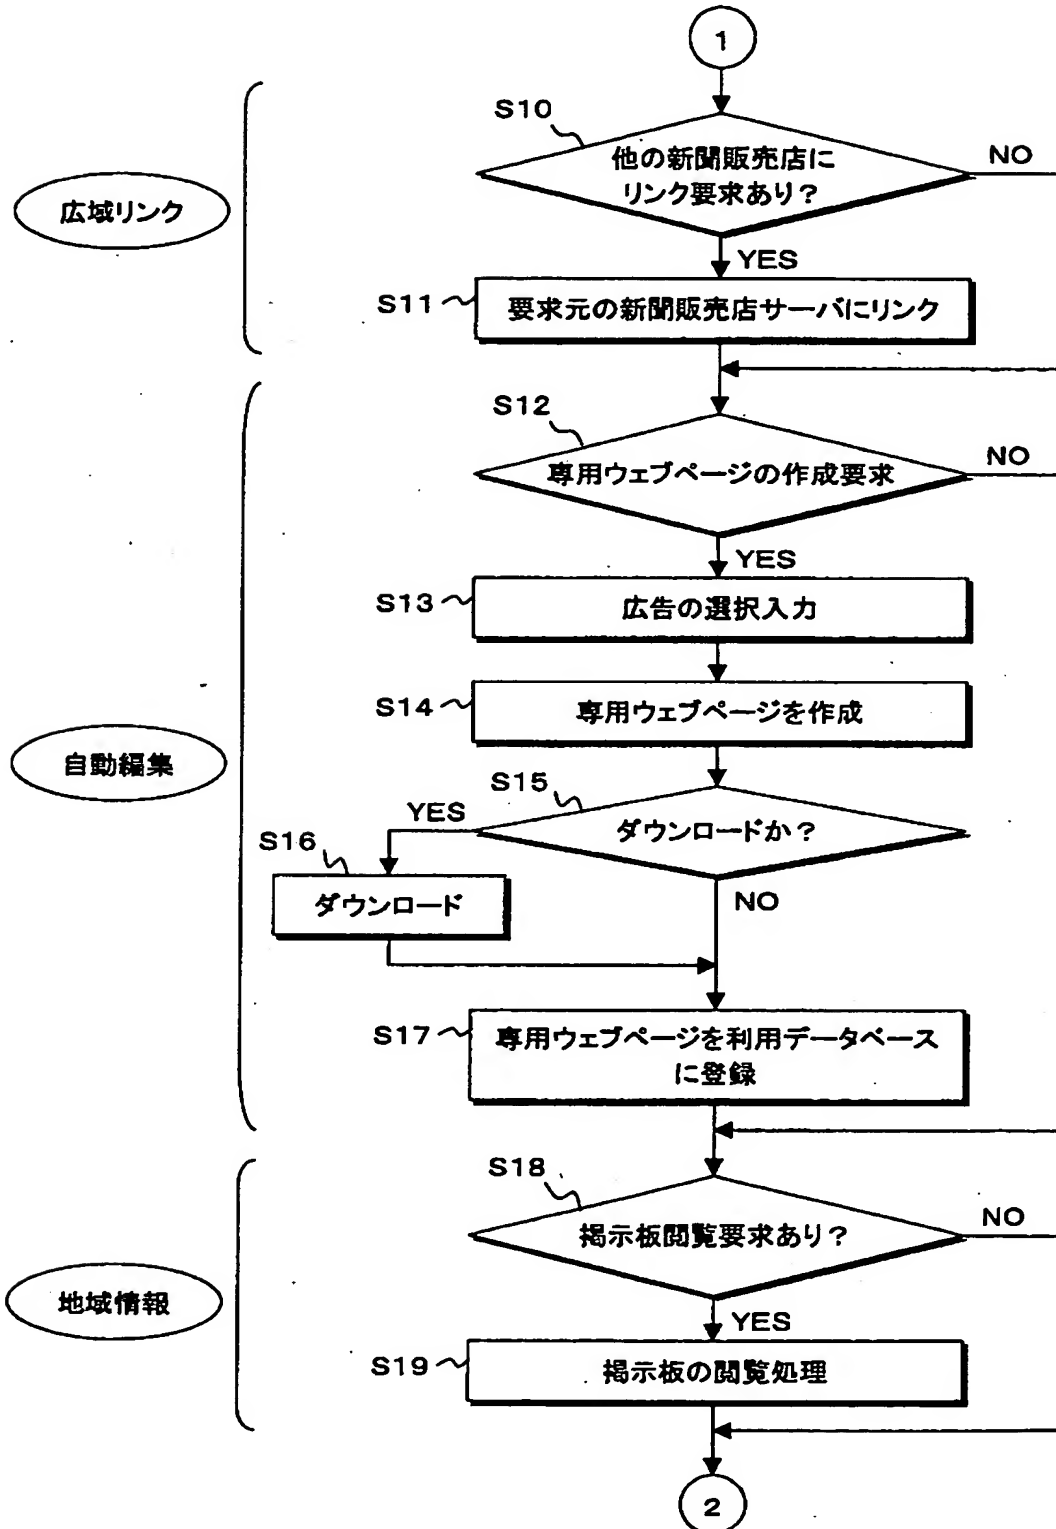 1
S10
他の新聞販売店に
リンク要求あり？
NO
広域リンク
YES
S11
要求元の新聞販売店サーバにリンク
S12
専用ウェブページの作成要求
NO
YES
S13
広告の選択入力
S14
専用ウェブページを作成
自動編集
S15
ダウンロードか？
YES
S16
ダウンロード
NO
S17
専用ウェブページを利用データベース
に登録
S18
掲示板閲覧要求あり？
NO
地域情報
YES
S19
掲示板の閲覧処理
2